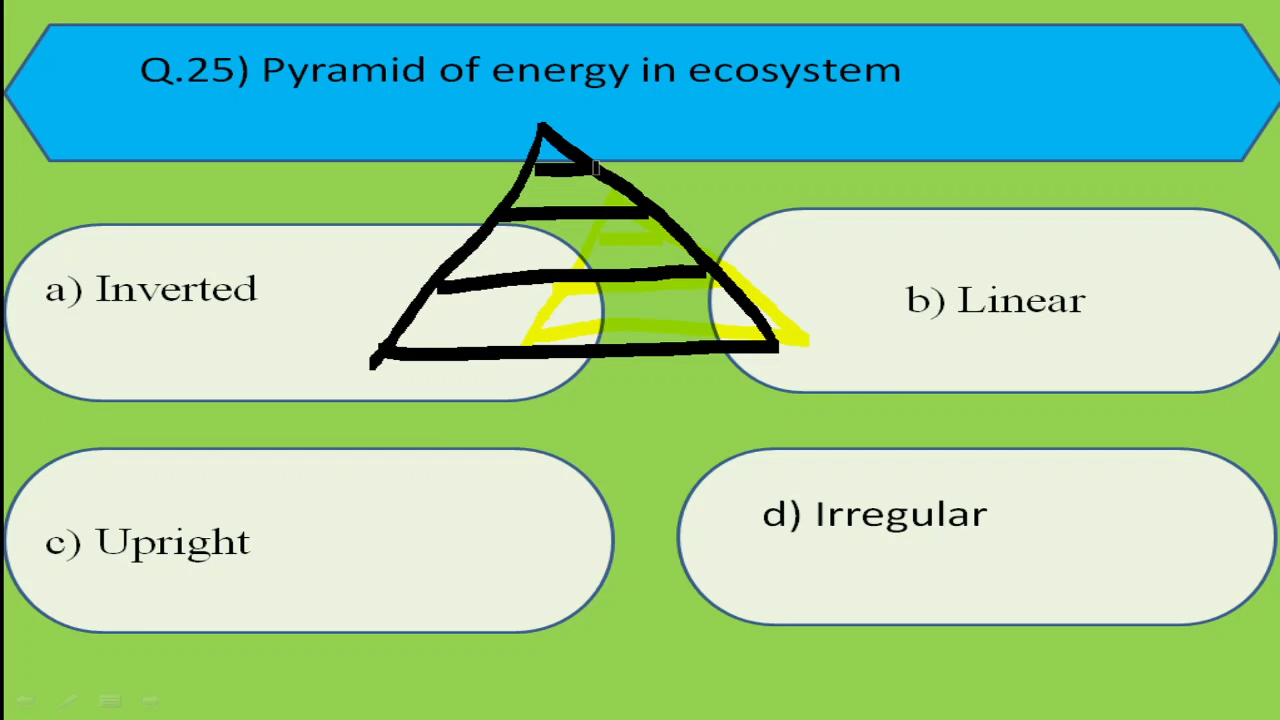 Q.25) Pyramid of energy in ecosystem
a) Inverted
b) Linear
c) Upright
d) Irregular